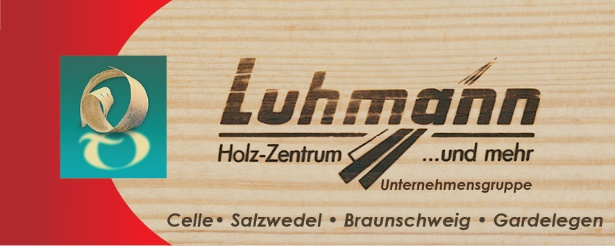 Luhmann
Holz-Zentrum ...und mehr
Unternehmensgruppe
Celle• Salzwedel • Braunschweig • Gardelegen